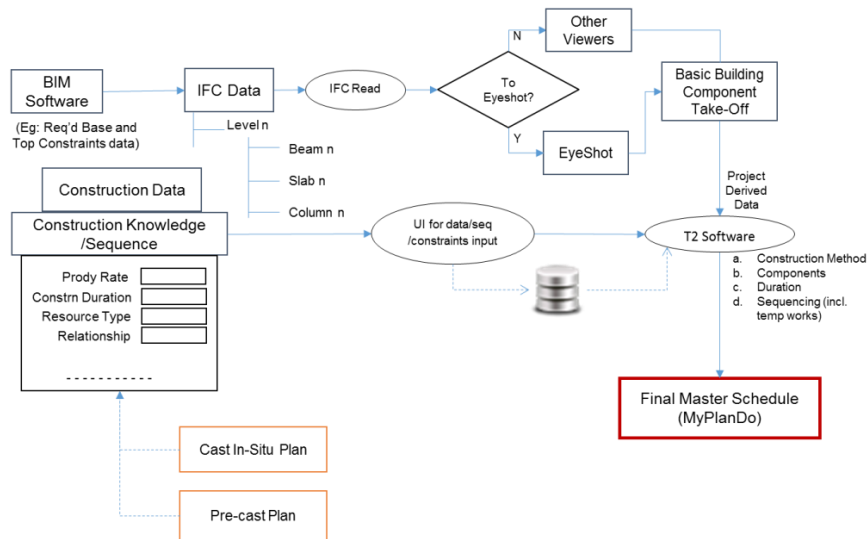 BIM
Software
(Eg: Req'd Base and
Top Constraints data)
IFC Data
Level n
Beam n
Slab n
Column n
IFC Read
To
Eyeshot?
N
Y
Other
Viewers
EyeShot
Basic Building
Component
Take-Off
Project
Derived
Data
Construction Data
Construction Knowledge
/Sequence
Prody Rate
Constrn Duration
Resource Type
Relationship
-----------
UI for data/seq
/constraints input
T2 Software
a. Construction Method
b. Components
c. Duration
d. Sequencing (incl.
temp works)
Final Master Schedule
(MyPlanDo)
Cast In-Situ Plan
Pre-cast Plan